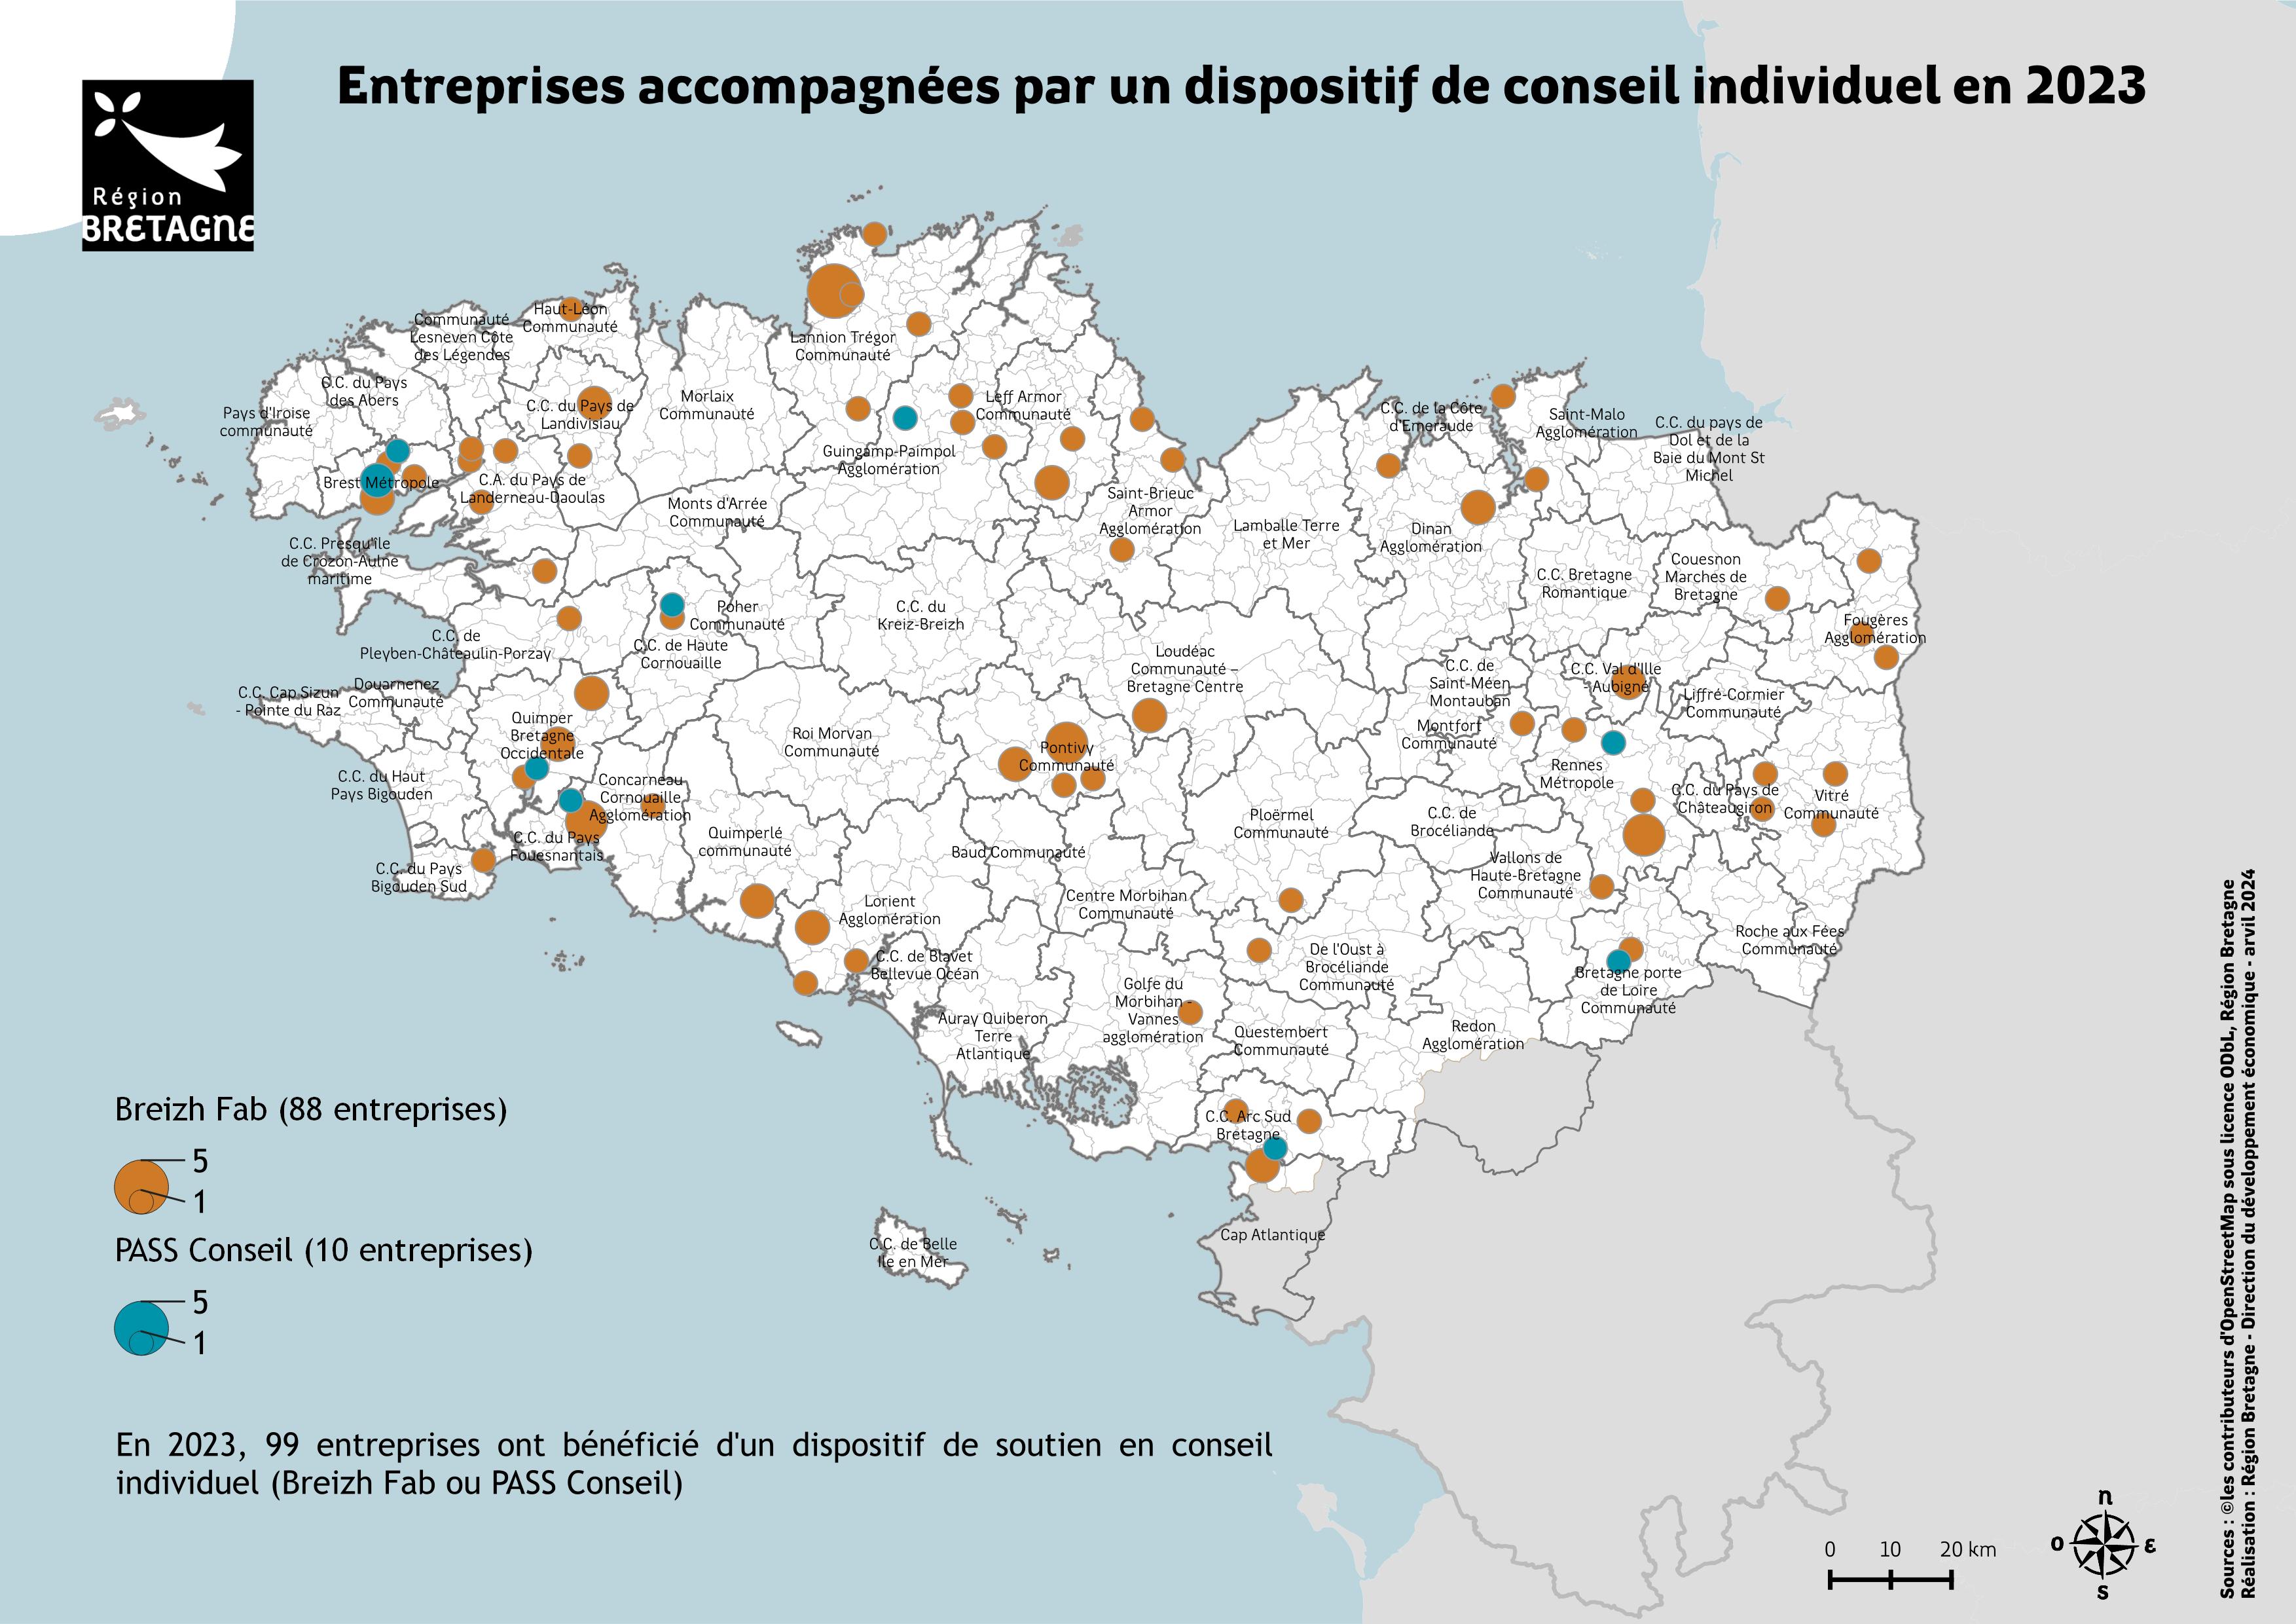 Entreprises accompagnées par un dispositif de conseil individuel en 2023
Région
BRETAGNE
Haut-Léon
Communauté
Communauté
Lesneven Côte
des Légendes
Lannion Trégor
Communauté
C.C. du Pays
des Abers
Pays d'Iroise
communauté
C.C. du Pays de
Landivisiau
Morlaix
Communauté
Leff Armor
Communauté
C.C. de la Côte
d'Emeraude
Saint-Malo
Agglomération
C.C. du pays de
Dol et de la
Baie du Mont St
Michel
Guingamp-Paimpol
Agglomération
Brest Métropole
C.A. du Pays de
Landerneau-Daoulas
Monts d'Arrée
Communauté
Saint-Brieuc
Armor
Agglomération
Lamballe Terre
et Mer
Dinan
Agglomération
C.C. Presqu'île
de Crozon-Aulne
maritime
C.C. Bretagne
Romantique
Couesnon
Marches de
Bretagne
Poher
Communauté
C.C. du
Kreiz-Breizh
Fougères
Agglomération
C.C. de
Pleyben-Châteaulin-Porzay
C.C. de Haute
Cornouaille
Loudéac
Communauté –
Bretagne Centre
C.C. de
Saint-Méen
Montauban
C.C. Val d'Ille
- Aubigné
Liffré-Cormier
Communauté
C.C. Cap Sizun
- Pointe du Raz
Douarnenez
Communauté
Quimper
Bretagne
Occidentale
Roi Morvan
Communauté
Pontivy
Communauté
Montfort
Communauté
Rennes
Métropole
C.C. du Haut
Pays Bigouden
Concarneau
Cornouaille
Agglomération
C.C. du Pays de
Châteaugiron
Vitré
Communauté
C.C. du Pays
Fouesnantais
Quimperlé
communauté
Baud Communauté
Ploërmel
Communauté
C.C. de
Brocéliande
C.C. du Pays
Bigouden Sud
Vallons de
Haute-Bretagne
Communauté
Lorient
Agglomération
Centre Morbihan
Communauté
Roche aux Fées
Communauté
C.C. de Blavet
Bellevue Océan
De l'Oust à
Brocéliande
Communauté
Bretagne porte
de Loire
Communauté
Golfe du
Morbihan -
Vannes
agglomération
Auray Quiberon
Terre
Atlantique
Questembert
Communauté
Redon
Agglomération
C.C. Arc Sud
Bretagne
Cap Atlantique
C.C. de Belle
Ile en Mer
Breizh Fab (88 entreprises)
5
1
PASS Conseil (10 entreprises)
5
1
En 2023, 99 entreprises ont bénéficié d'un dispositif de soutien en conseil
individuel (Breizh Fab ou PASS Conseil)
0 10 20 km
n
o ε
s
Sources : ©les contributeurs d'OpenStreetMap sous licence ODbL, Région Bretagne
Réalisation : Région Bretagne - Direction du développement économique - arvil 2024